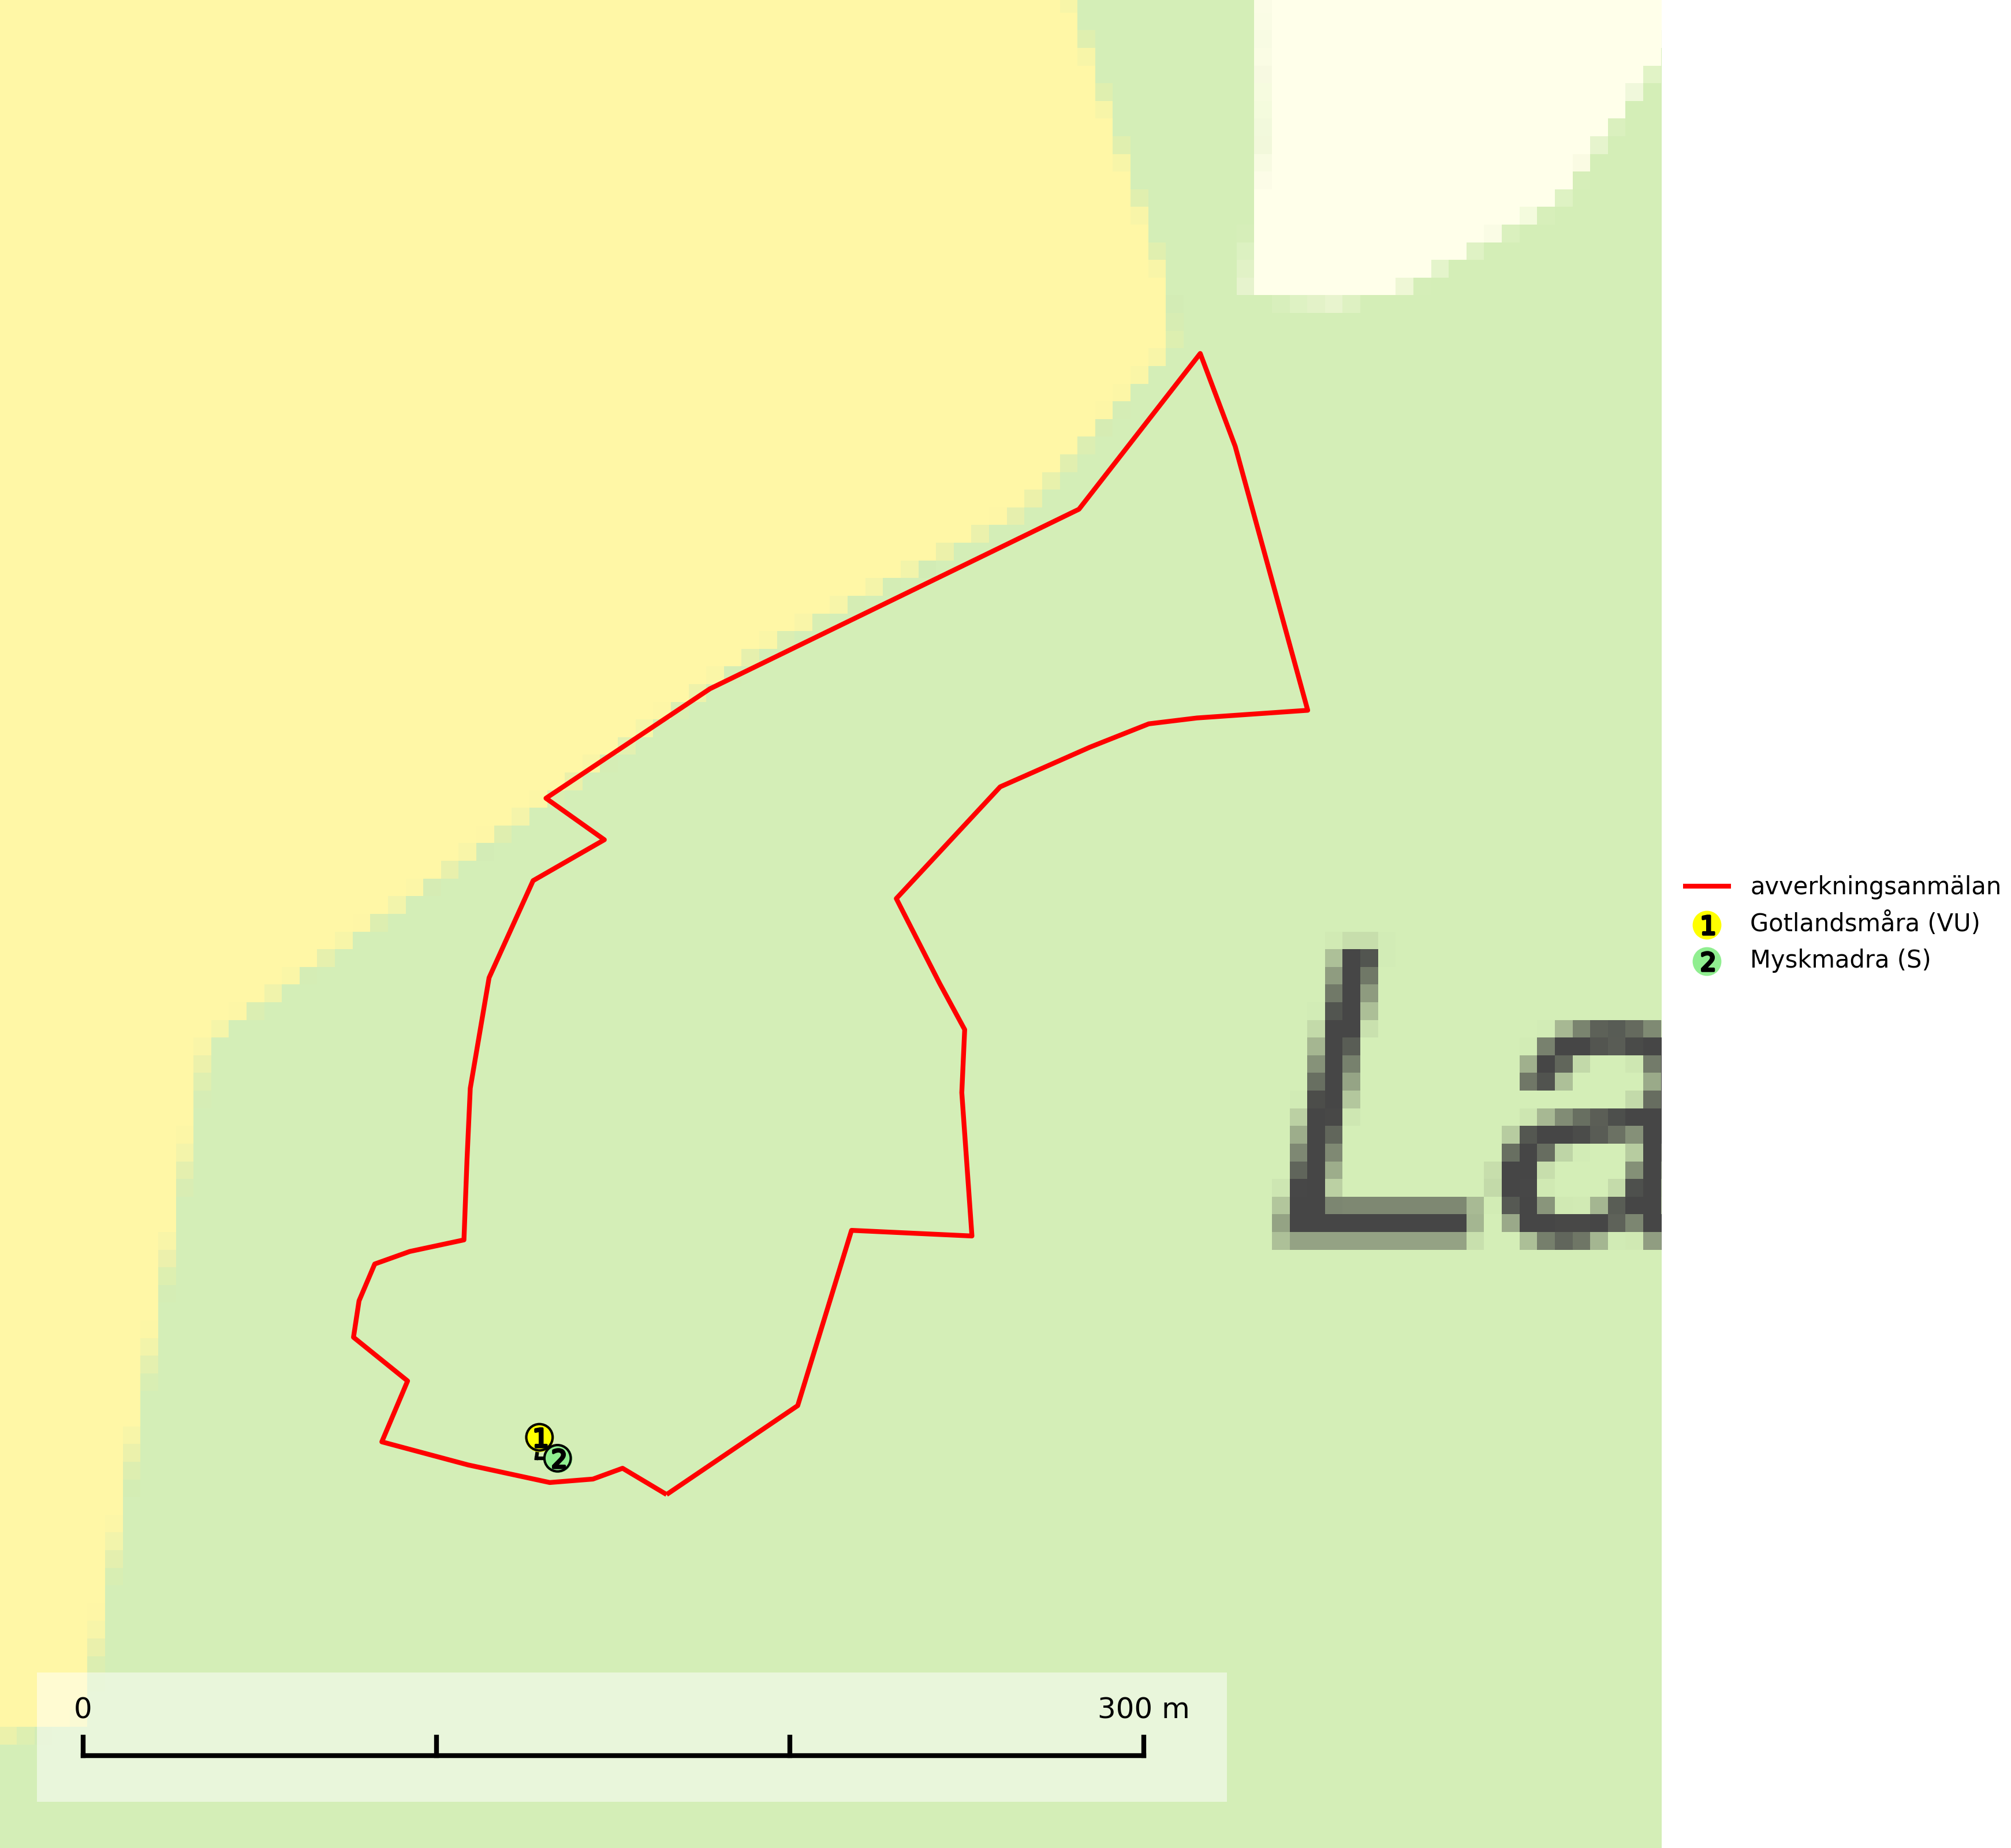 avverkningsanmälan
1 Gotlandsmåra (VU)
2 Myskmadra (S)
La
1
2
0 300 m